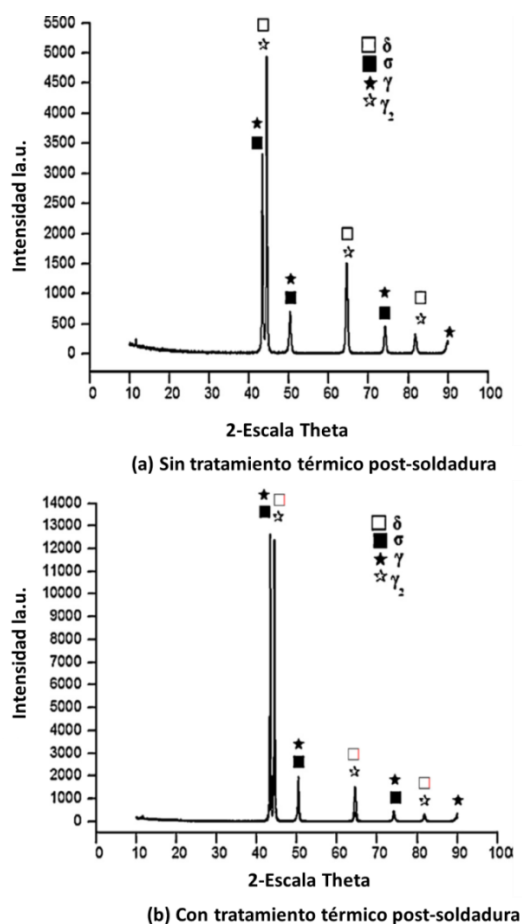 5500
5000
4500
4000
3500
3000
2500
2000
1500
1000
500
0
Intensidad la.u.
δ
σ
γ
γ2
0 10 20 30 40 50 60 70 80 90 100
2-Escala Theta
(a) Sin tratamiento térmico post-soldadura
14000
13000
12000
11000
10000
9000
8000
7000
6000
5000
4000
3000
2000
1000
0
Intensidad la.u.
δ
σ
γ
γ2
0 10 20 30 40 50 60 70 80 90 100
2-Escala Theta
(b) Con tratamiento térmico post-soldadura